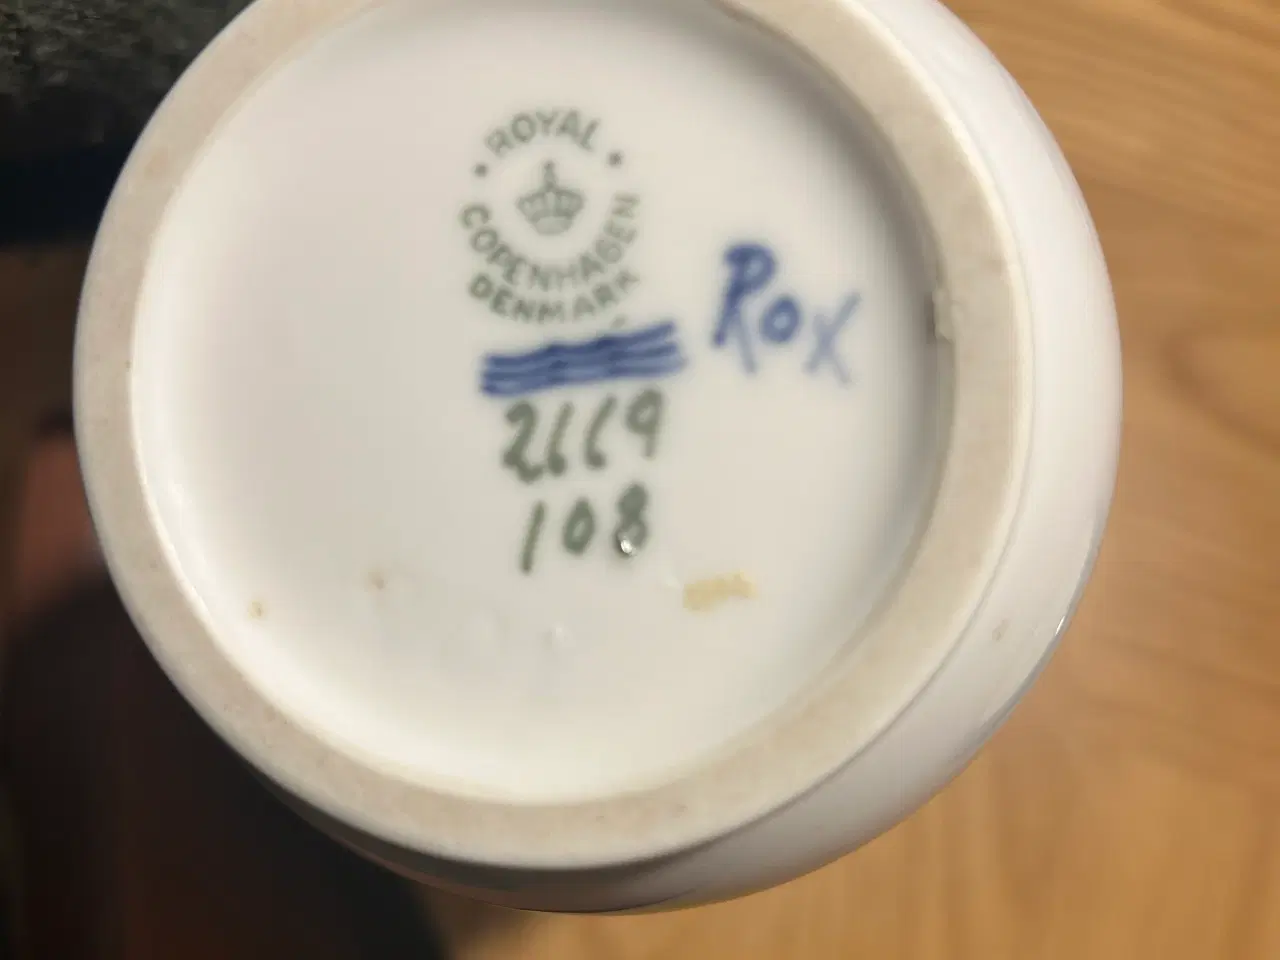 ROYAL
COPENHAGEN
DENMARK
Rox
2669
108